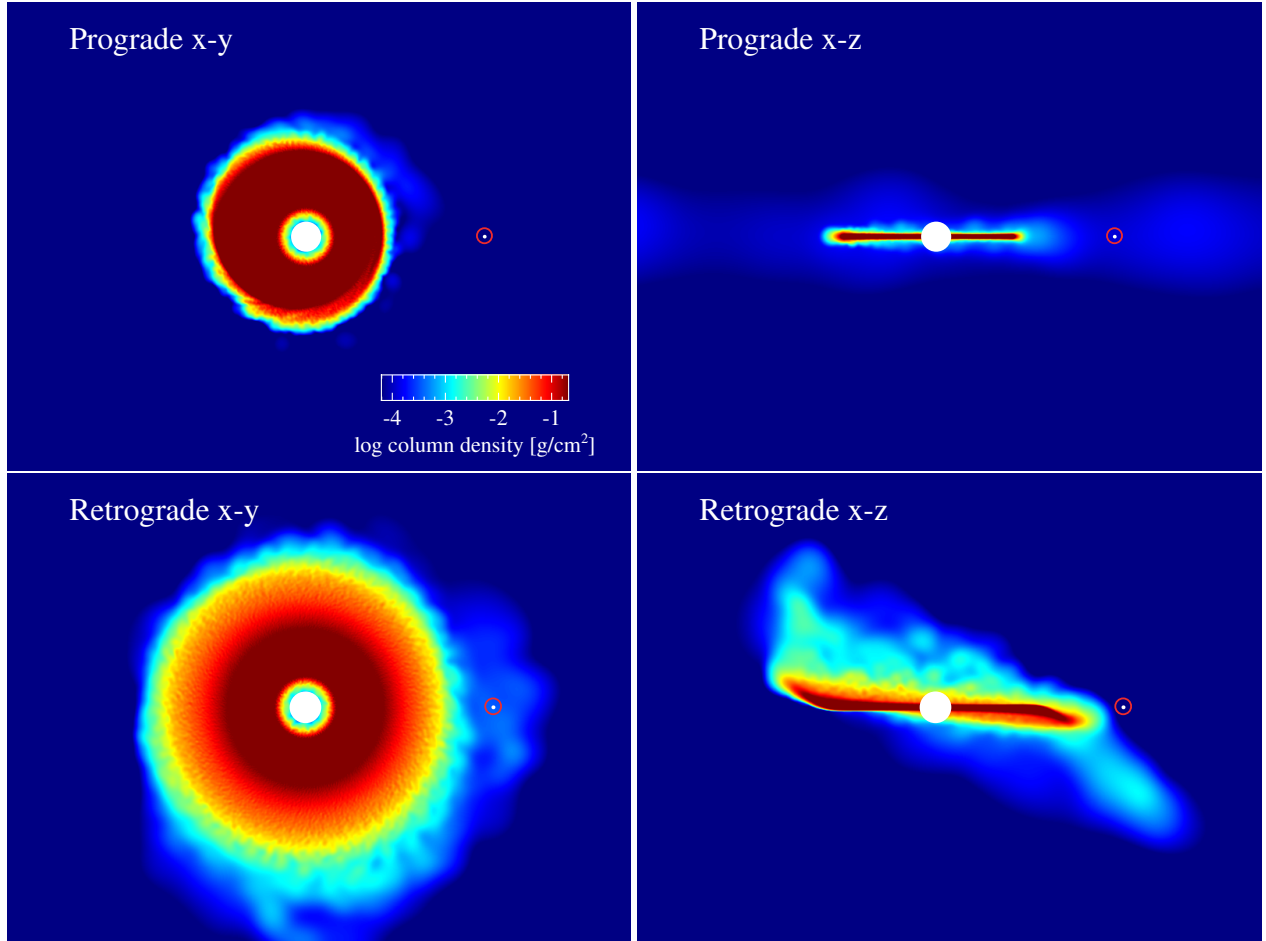 Prograde x-y
Prograde x-z
-4 -3 -2 -1
log column density [g/cm²]
Retrograde x-y
Retrograde x-z